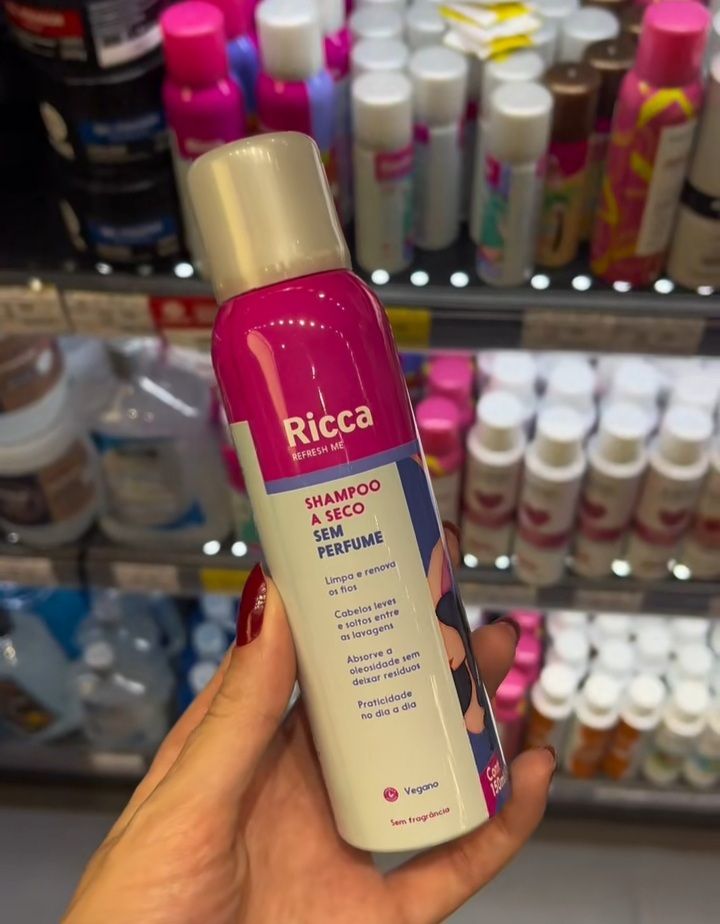 Ricca
REFRESH ME
SHAMPOO
A SECO
SEM
PERFUME
Limpa e renova
os fios
Cabelos leves
e soltos entre
as lavagens
Absorve a
oleosidade sem
deixar resíduos
Praticidade
no dia a dia
Vegano
Sem fragrância
Cont.